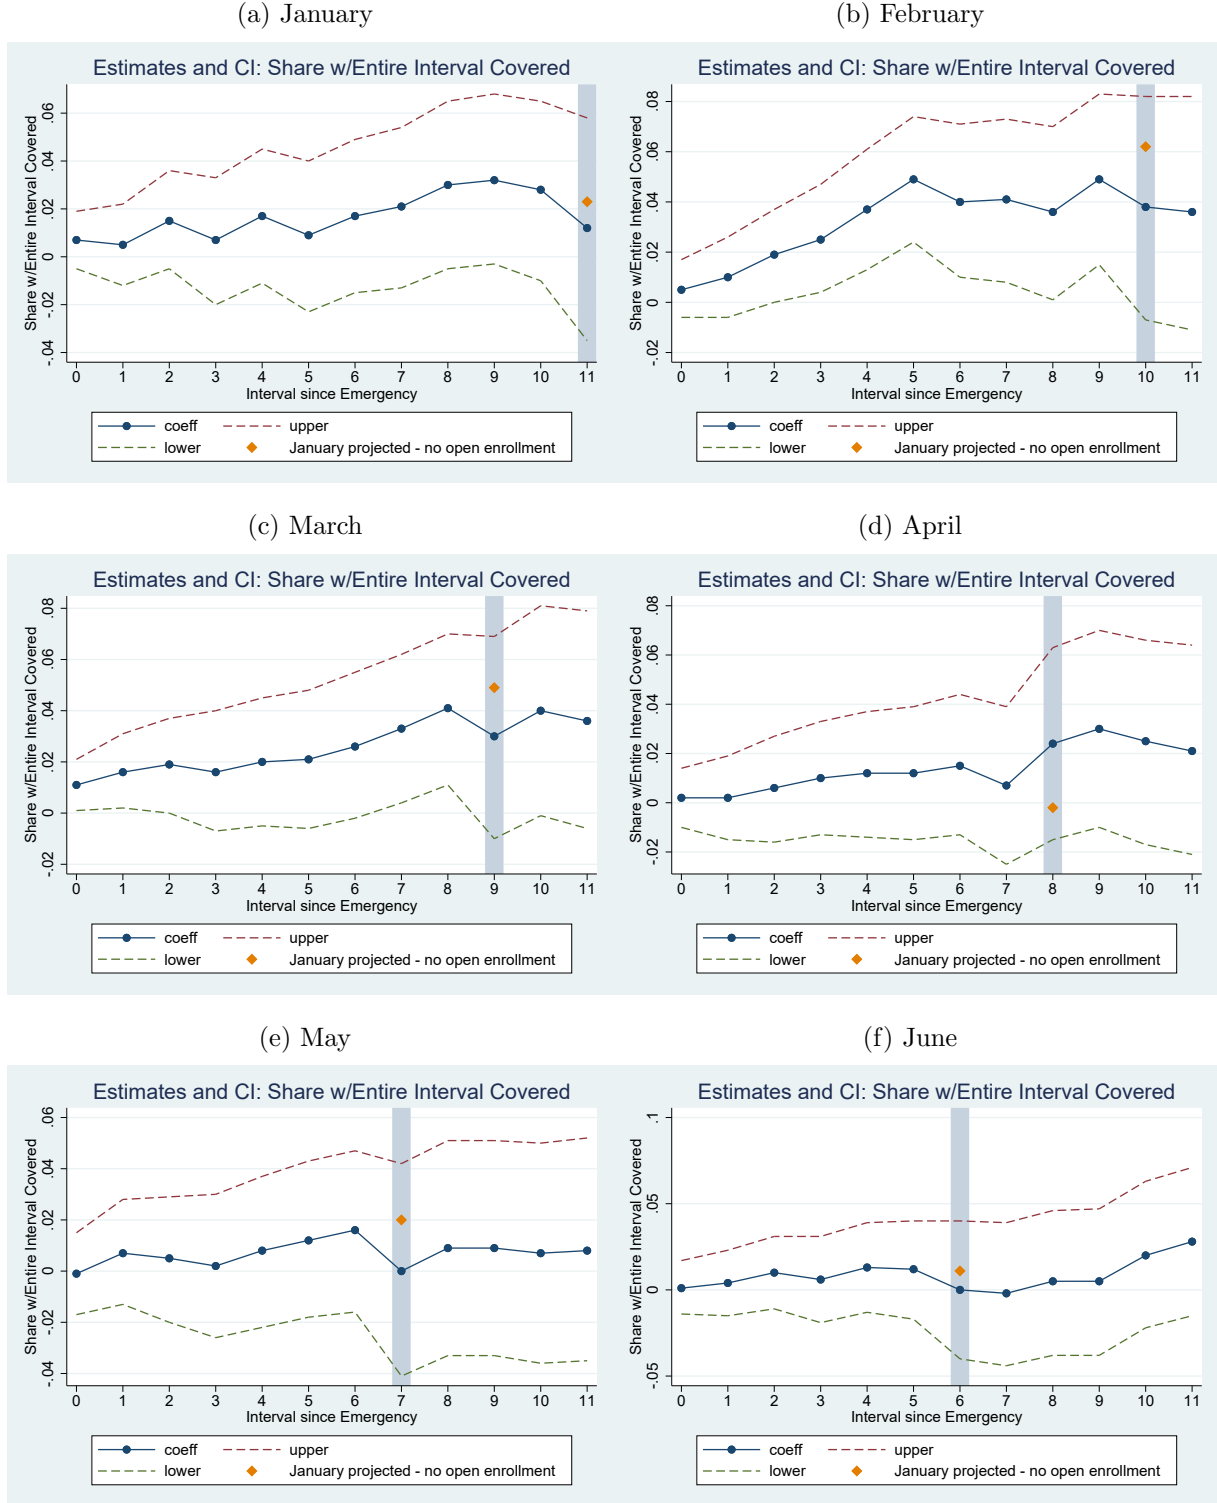 (a) January
(b) February
Estimates and CI: Share w/Entire Interval Covered
Share w/Entire Interval Covered
.06
.04
.02
0
-.02
-.04
0 1 2 3 4 5 6 7 8 9 10 11
Interval since Emergency
coeff upper
lower January projected - no open enrollment
Estimates and CI: Share w/Entire Interval Covered
Share w/Entire Interval Covered
.08
.06
.04
.02
0
-.02
0 1 2 3 4 5 6 7 8 9 10 11
Interval since Emergency
coeff upper
lower January projected - no open enrollment
(c) March
(d) April
Estimates and CI: Share w/Entire Interval Covered
Share w/Entire Interval Covered
.08
.06
.04
.02
0
-.02
0 1 2 3 4 5 6 7 8 9 10 11
Interval since Emergency
coeff upper
lower January projected - no open enrollment
Estimates and CI: Share w/Entire Interval Covered
Share w/Entire Interval Covered
.08
.06
.04
.02
0
-.02
0 1 2 3 4 5 6 7 8 9 10 11
Interval since Emergency
coeff upper
lower January projected - no open enrollment
(e) May
(f) June
Estimates and CI: Share w/Entire Interval Covered
Share w/Entire Interval Covered
.06
.04
.02
0
-.02
-.04
0 1 2 3 4 5 6 7 8 9 10 11
Interval since Emergency
coeff upper
lower January projected - no open enrollment
Estimates and CI: Share w/Entire Interval Covered
Share w/Entire Interval Covered
.1
.05
0
-.05
0 1 2 3 4 5 6 7 8 9 10 11
Interval since Emergency
coeff upper
lower January projected - no open enrollment